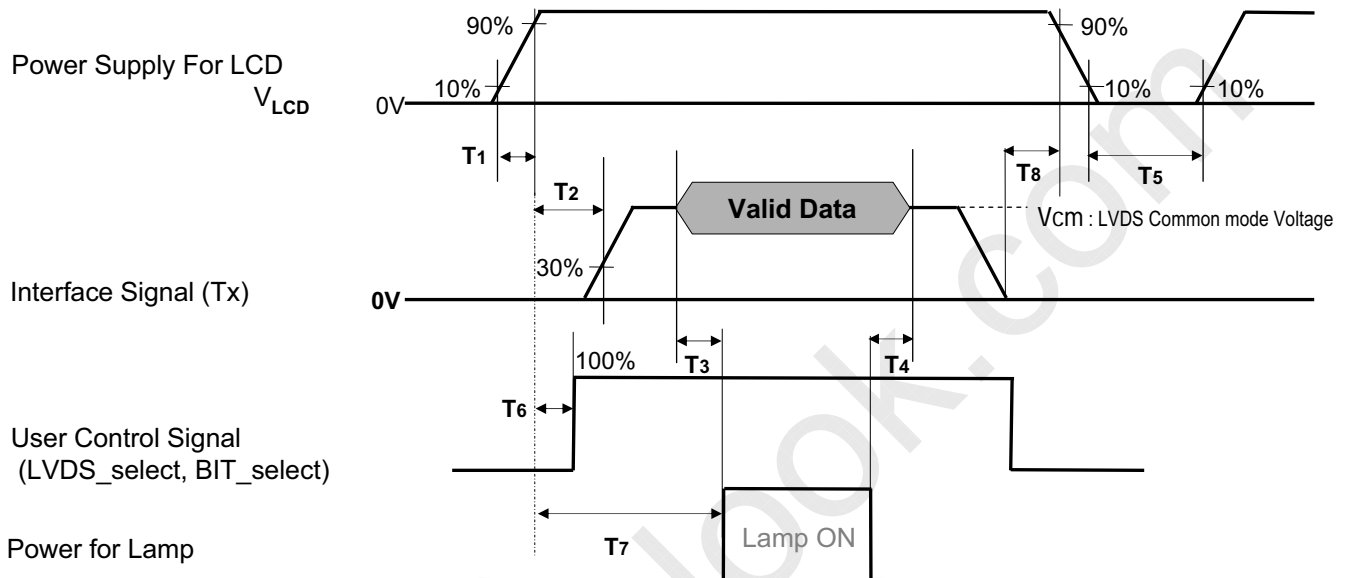 90%
90%
Power Supply For LCD
VLCD
10%
10%
10%
0V
T1
T8
T5
T2
Valid Data
Vcm : LVDS Common mode Voltage
30%
Interface Signal (Tx)
0V
T3
T4
100%
T6
User Control Signal
(LVDS_select, BIT_select)
Power for Lamp
T7
Lamp ON
look.com